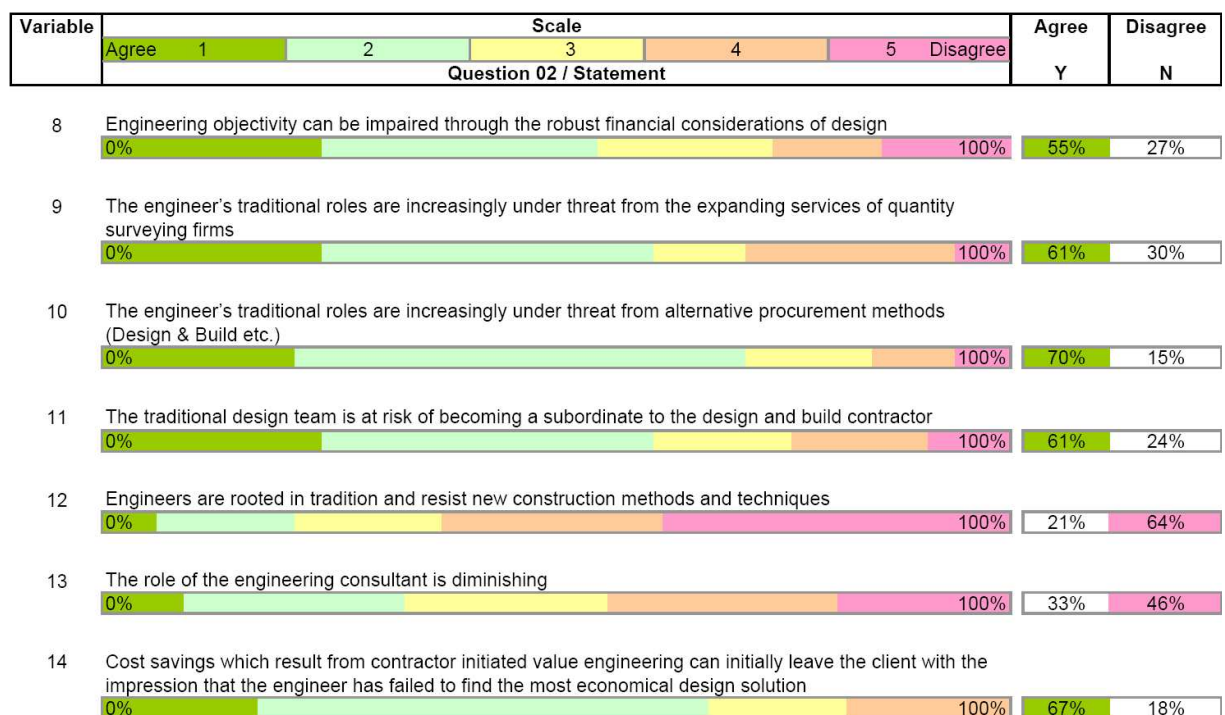 Variable Scale Agree Disagree
Agree 1 2 3 4 5 Disagree
Question 02 / Statement Y N
8 Engineering objectivity can be impaired through the robust financial considerations of design
0% 100% 55% 27%
9 The engineer's traditional roles are increasingly under threat from the expanding services of quantity
surveying firms
0% 100% 61% 30%
10 The engineer's traditional roles are increasingly under threat from alternative procurement methods
(Design & Build etc.)
0% 100% 70% 15%
11 The traditional design team is at risk of becoming a subordinate to the design and build contractor
0% 100% 61% 24%
12 Engineers are rooted in tradition and resist new construction methods and techniques
0% 100% 21% 64%
13 The role of the engineering consultant is diminishing
0% 100% 33% 46%
14 Cost savings which result from contractor initiated value engineering can initially leave the client with the
impression that the engineer has failed to find the most economical design solution
0% 100% 67% 18%